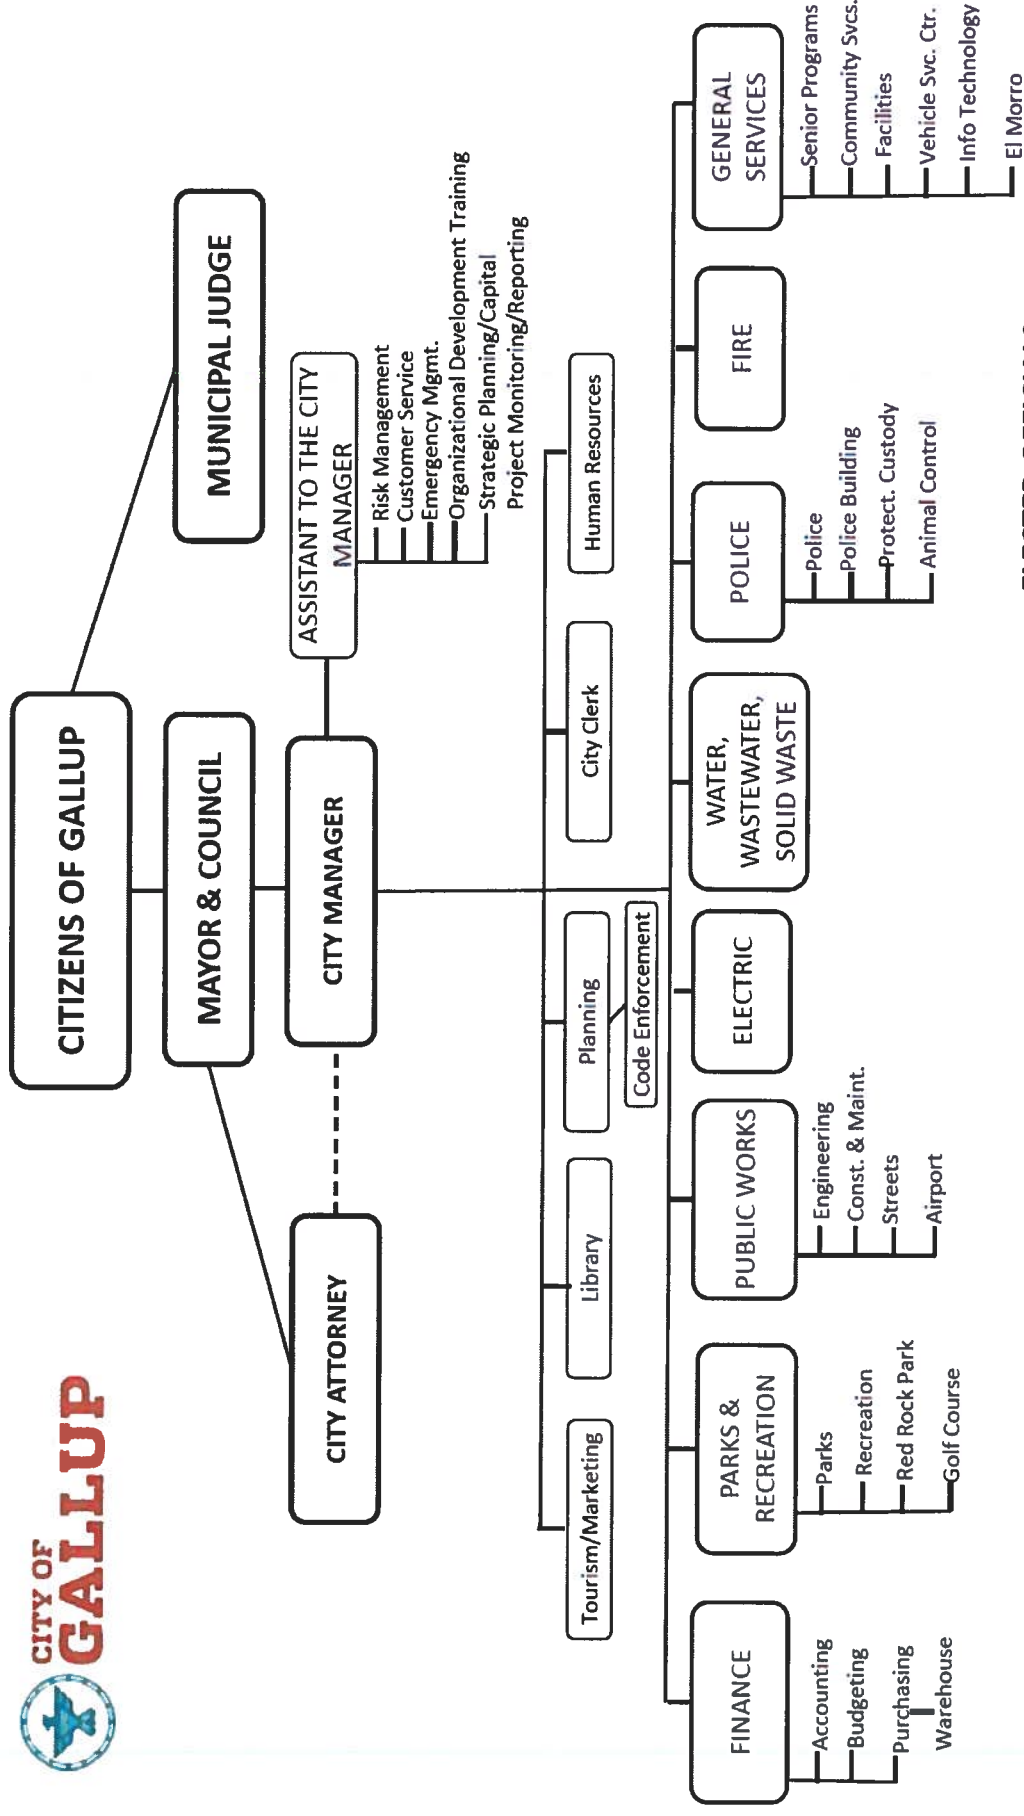 CITY OF
GALLUP
CITIZENS OF GALLUP
MUNICIPAL JUDGE
MAYOR & COUNCIL
CITY ATTORNEY
CITY MANAGER
ASSISTANT TO THE CITY
MANAGER
Risk Management
Customer Service
Emergency Mgmt.
Organizational Development Training
Strategic Planning/Capital
Project Monitoring/Reporting
Tourism/Marketing
Library
Planning
City Clerk
Human Resources
Code Enforcement
FINANCE
Accounting
Budgeting
Purchasing
Warehouse
PARKS &
RECREATION
Parks
Recreation
Red Rock Park
Golf Course
PUBLIC WORKS
Engineering
Const. & Maint.
Streets
Airport
ELECTRIC
WATER,
WASTEWATER,
SOLID WASTE
POLICE
Police
Police Building
Protect. Custody
Animal Control
FIRE
GENERAL
SERVICES
Senior Programs
Community Svcs.
Facilities
Vehicle Svc. Ctr.
Info Technology
El Morro